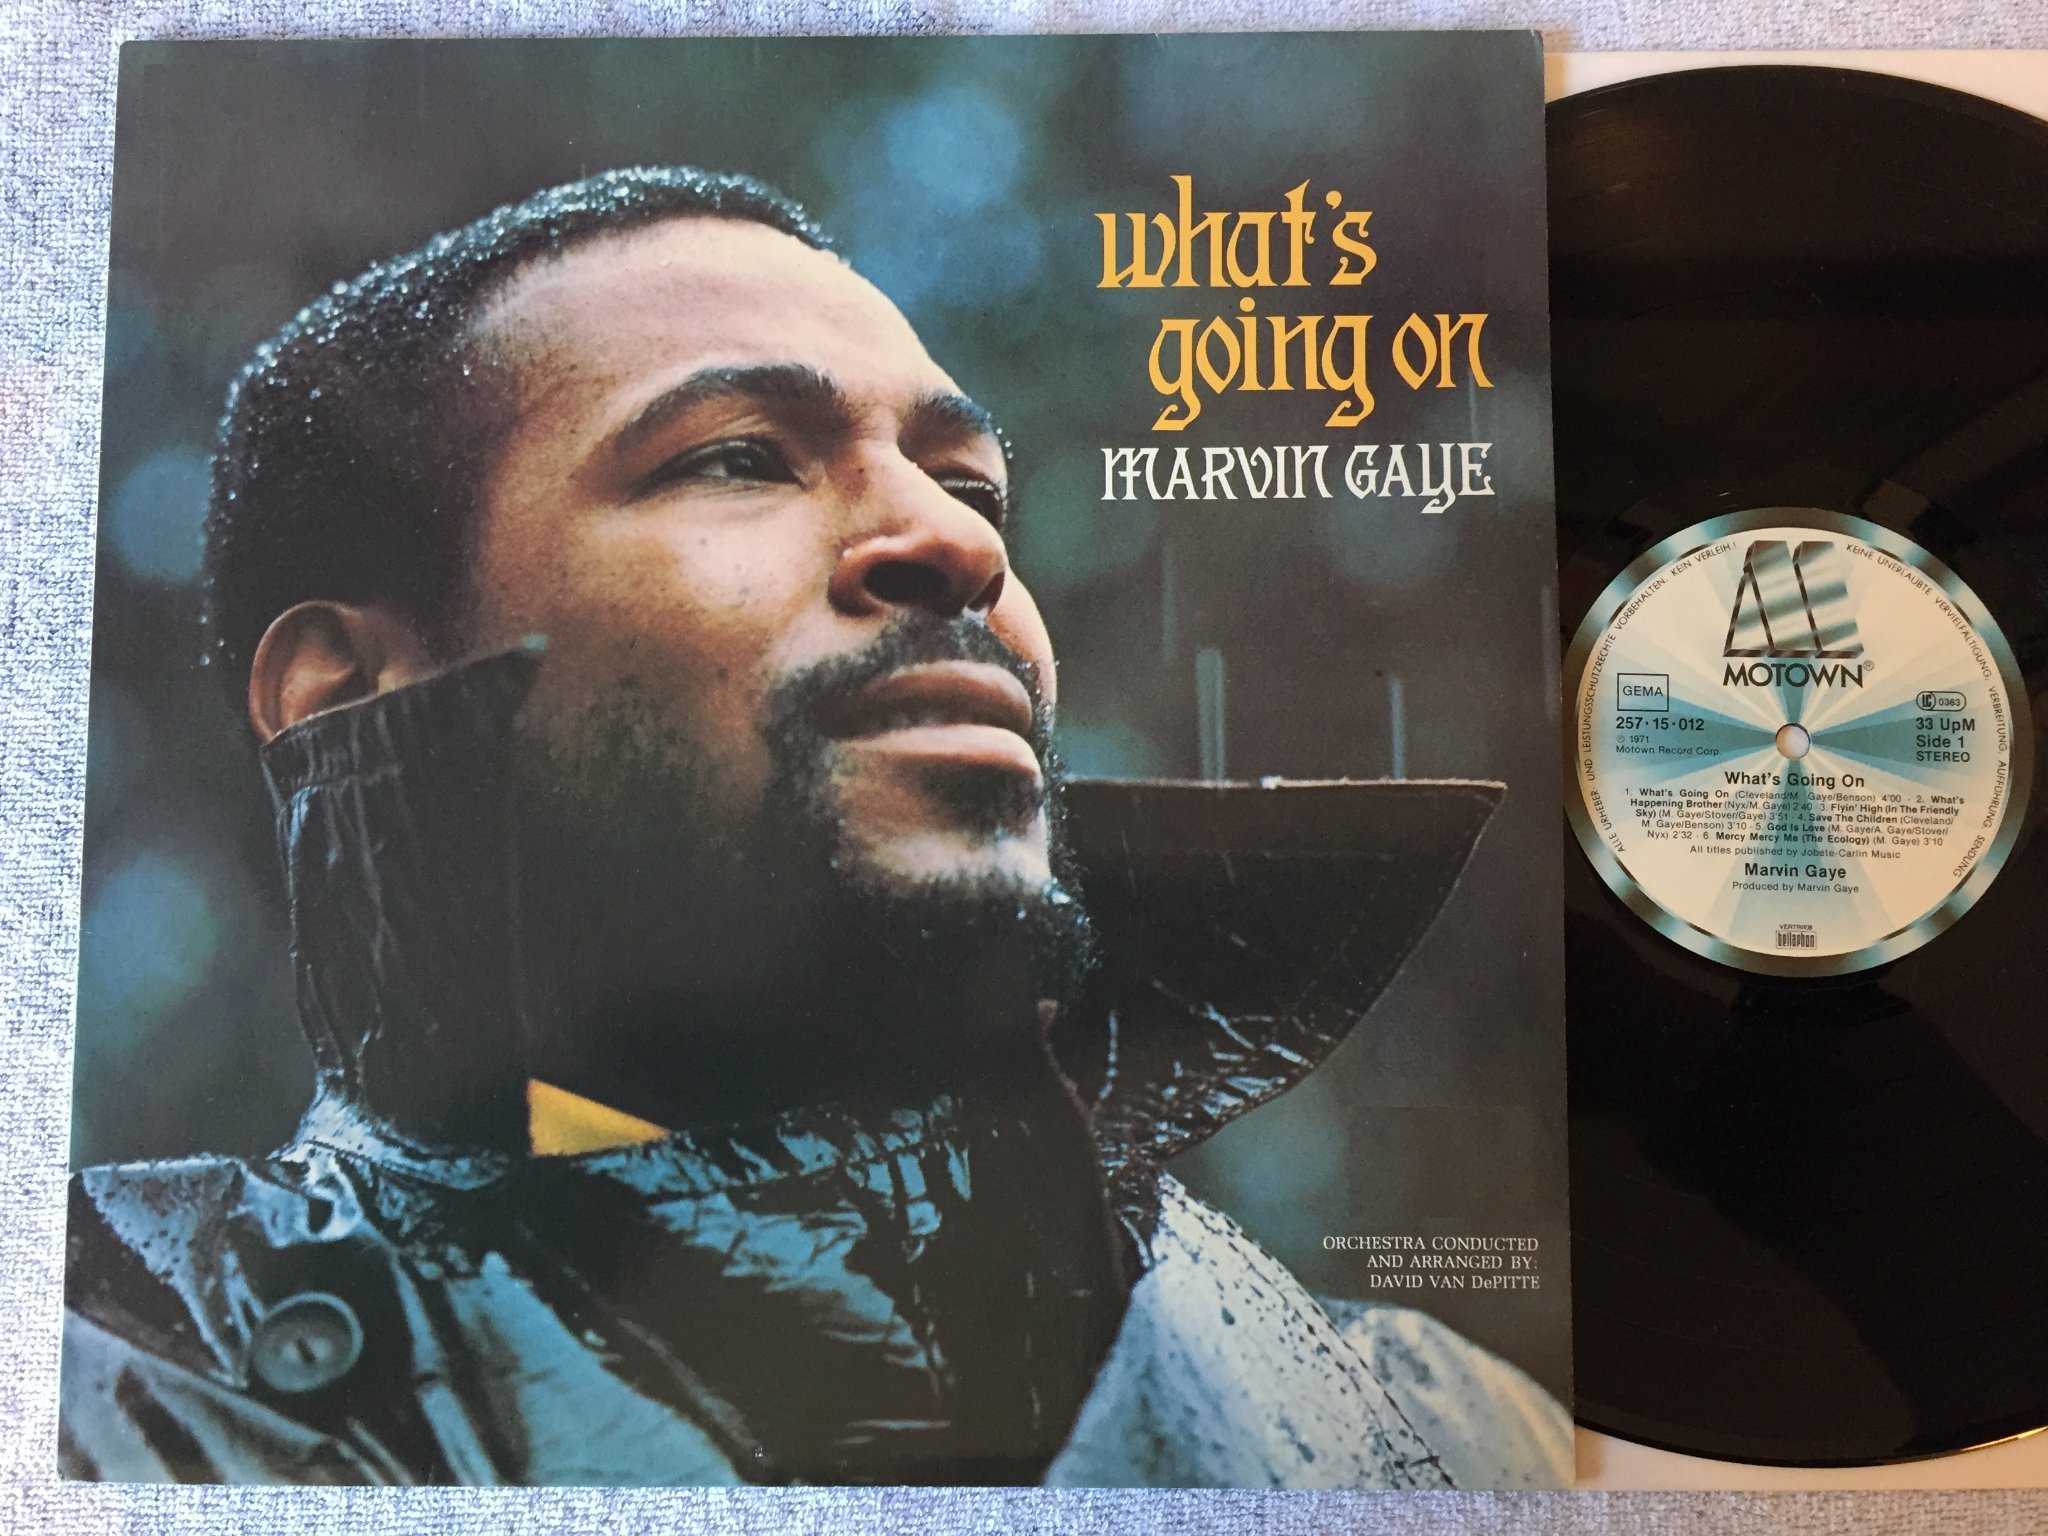 what's
going on
MARVIN GAYE
ORCHESTRA CONDUCTED
AND ARRANGED BY:
DAVID VAN DePITTE
ALLE URHEBER UND LEISTUNGSSCHUTZRECHTE VORBEHALTEN. KEIN VERLEIH! KEINE UNERLAUBTE VERVIELFÄLTIGUNG, VERBREITUNG, AUFFÜHRUNG, SENDUNG
MOTOWN®
GEMA
LC 0363
257·15·012
33 UpM
℗ 1971
Side 1
Motown Record Corp.
STEREO
What's Going On
1. What's Going On (Cleveland/M. Gaye/Benson) 4'00 · 2. What's
Happening Brother (Nyx/M. Gaye) 2'40 · 3. Flyin' High (In The Friendly
Sky) (M. Gaye/Stover/Gaye) 3'51 · 4. Save The Children (Cleveland/
M. Gaye/Benson) 3'10 · 5. God Is Love (M. Gaye/A. Gaye/Stover/
Nyx) 2'32 · 6. Mercy Mercy Me (The Ecology) (M. Gaye) 3'10
All titles published by Jobete-Carlin Music
Marvin Gaye
Produced by Marvin Gaye
VERTRIEB
bellaphon